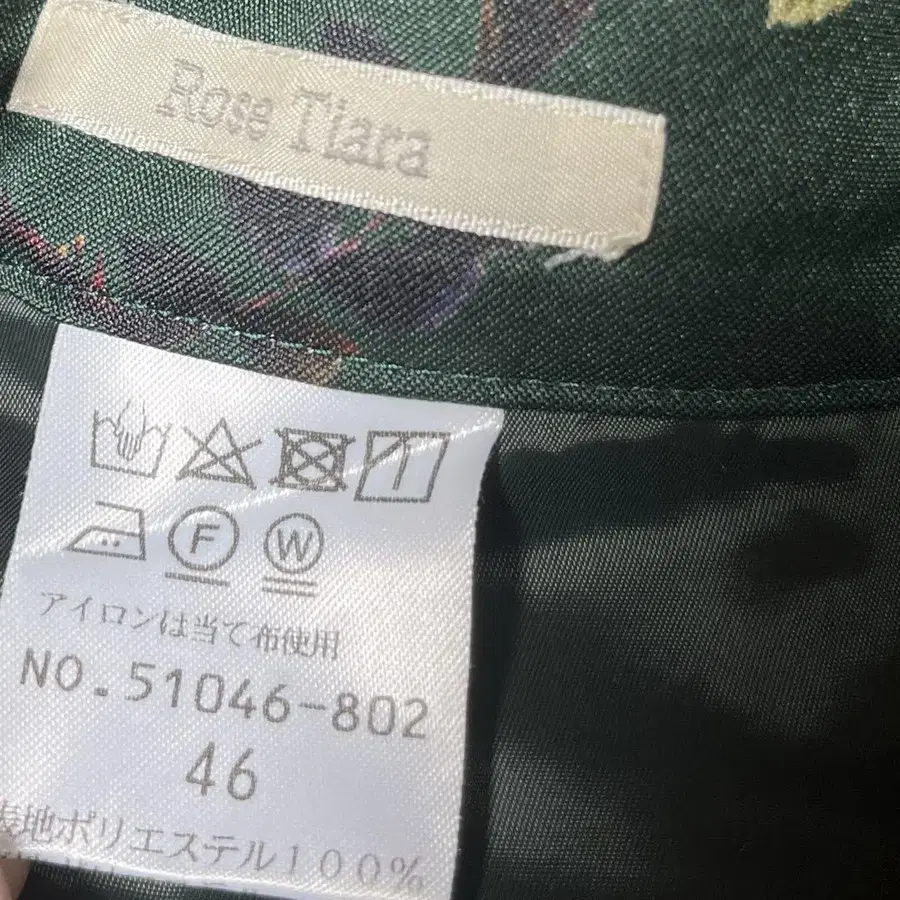 Rose Tiara
F W
アイロンは当て布使用
NO.51046-802
46
表地ポリエステル100%